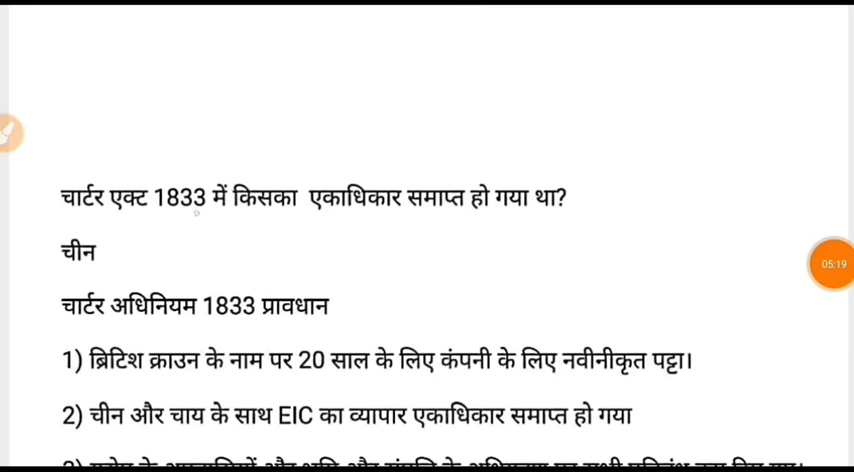 चार्टर एक्ट 1833 में किसका एकाधिकार समाप्त हो गया था?
चीन
05:19
चार्टर अधिनियम 1833 प्रावधान
1) ब्रिटिश क्राउन के नाम पर 20 साल के लिए कंपनी के लिए नवीनीकृत पट्टा।
2) चीन और चाय के साथ EIC का व्यापार एकाधिकार समाप्त हो गया